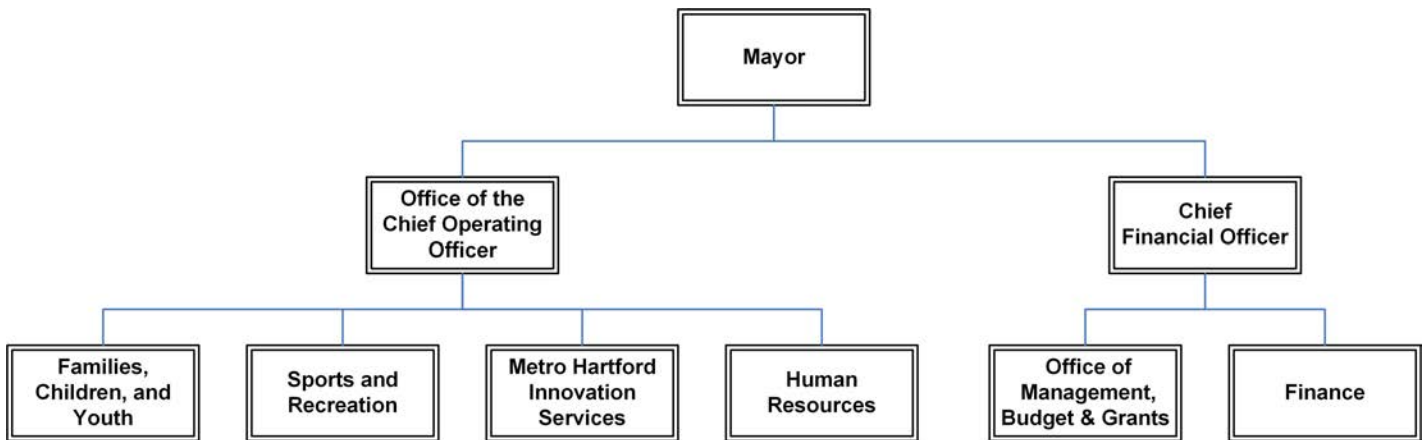 Mayor
Office of the
Chief Operating
Officer
Chief
Financial Officer
Families,
Children, and
Youth
Sports and
Recreation
Metro Hartford
Innovation
Services
Human
Resources
Office of
Management,
Budget & Grants
Finance